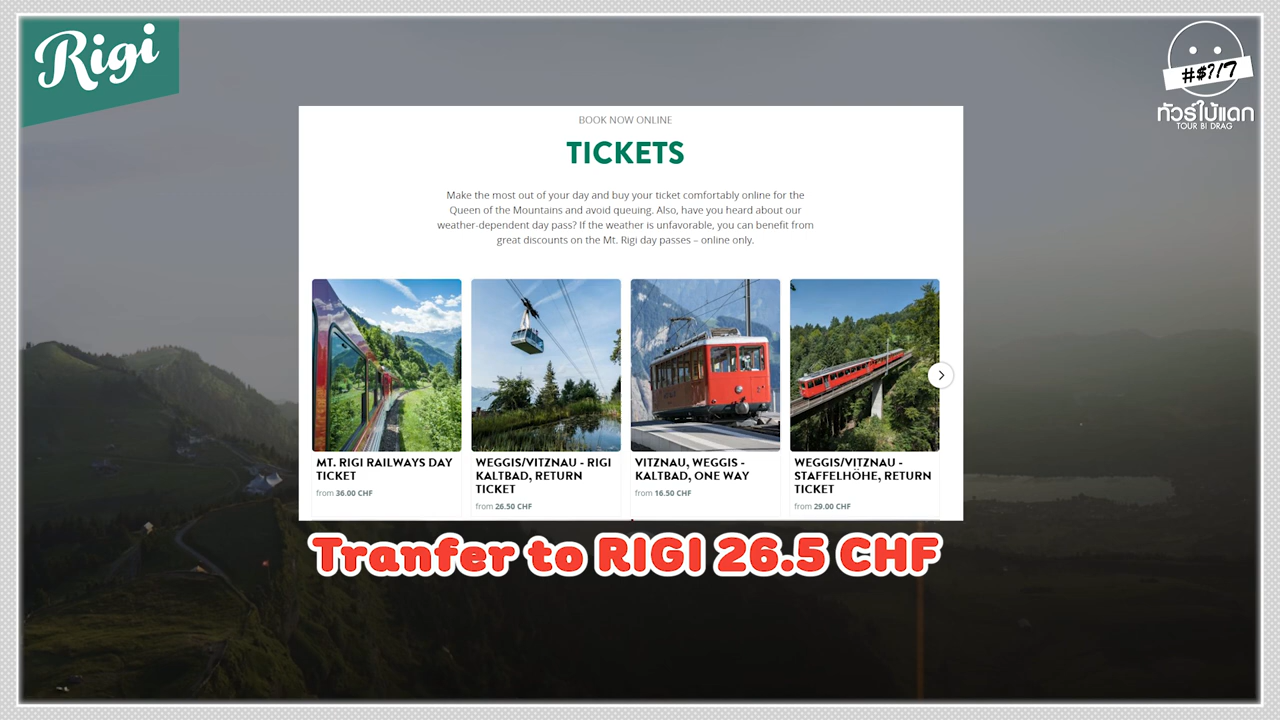 Rigi
#$?/7
ทัวร์ใบ้แดก
TOUR BI DRAG
BOOK NOW ONLINE
TICKETS
Make the most out of your day and buy your ticket comfortably online for the
Queen of the Mountains and avoid queuing. Also, have you heard about our
weather-dependent day pass? If the weather is unfavorable, you can benefit from
great discounts on the Mt. Rigi day passes – online only.
MT. RIGI RAILWAYS DAY
TICKET
from 36.00 CHF
WEGGIS/VITZNAU - RIGI
KALTBAD, RETURN
TICKET
from 26.50 CHF
VITZNAU, WEGGIS -
KALTBAD, ONE WAY
from 16.50 CHF
WEGGIS/VITZNAU -
STAFFELHÖHE, RETURN
TICKET
from 29.00 CHF
Tranfer to RIGI 26.5 CHF